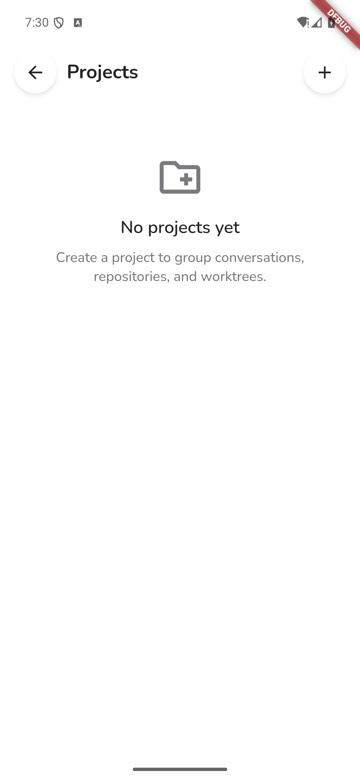 7:30
DEBUG
Projects
No projects yet
Create a project to group conversations,
repositories, and worktrees.